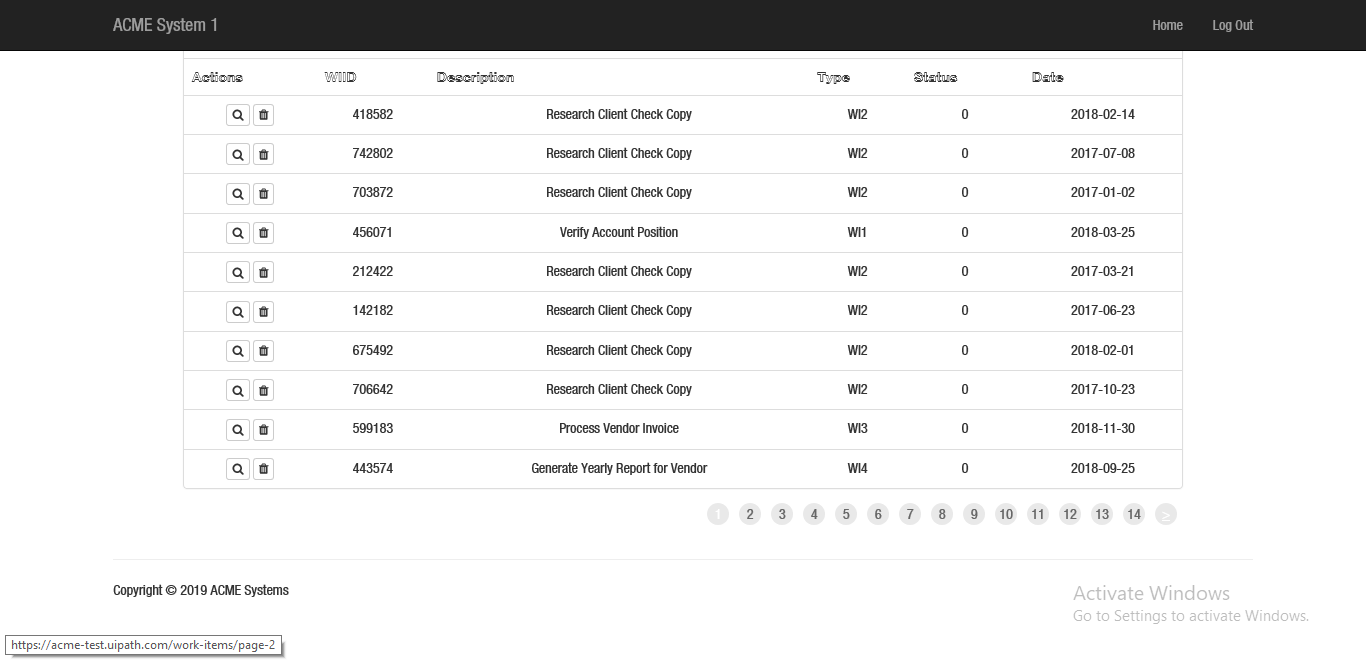 ACME System 1 Home Log Out
Actions WIID Description Type Status Date
418582 Research Client Check Copy WI2 0 2018-02-14
742802 Research Client Check Copy WI2 0 2017-07-08
703872 Research Client Check Copy WI2 0 2017-01-02
456071 Verify Account Position WI1 0 2018-03-25
212422 Research Client Check Copy WI2 0 2017-03-21
142182 Research Client Check Copy WI2 0 2017-06-23
675492 Research Client Check Copy WI2 0 2018-02-01
706642 Research Client Check Copy WI2 0 2017-10-23
599183 Process Vendor Invoice WI3 0 2018-11-30
443574 Generate Yearly Report for Vendor WI4 0 2018-09-25
1 2 3 4 5 6 7 8 9 10 11 12 13 14 >
Copyright © 2019 ACME Systems
Activate Windows
Go to Settings to activate Windows.
https://acme-test.uipath.com/work-items/page-2